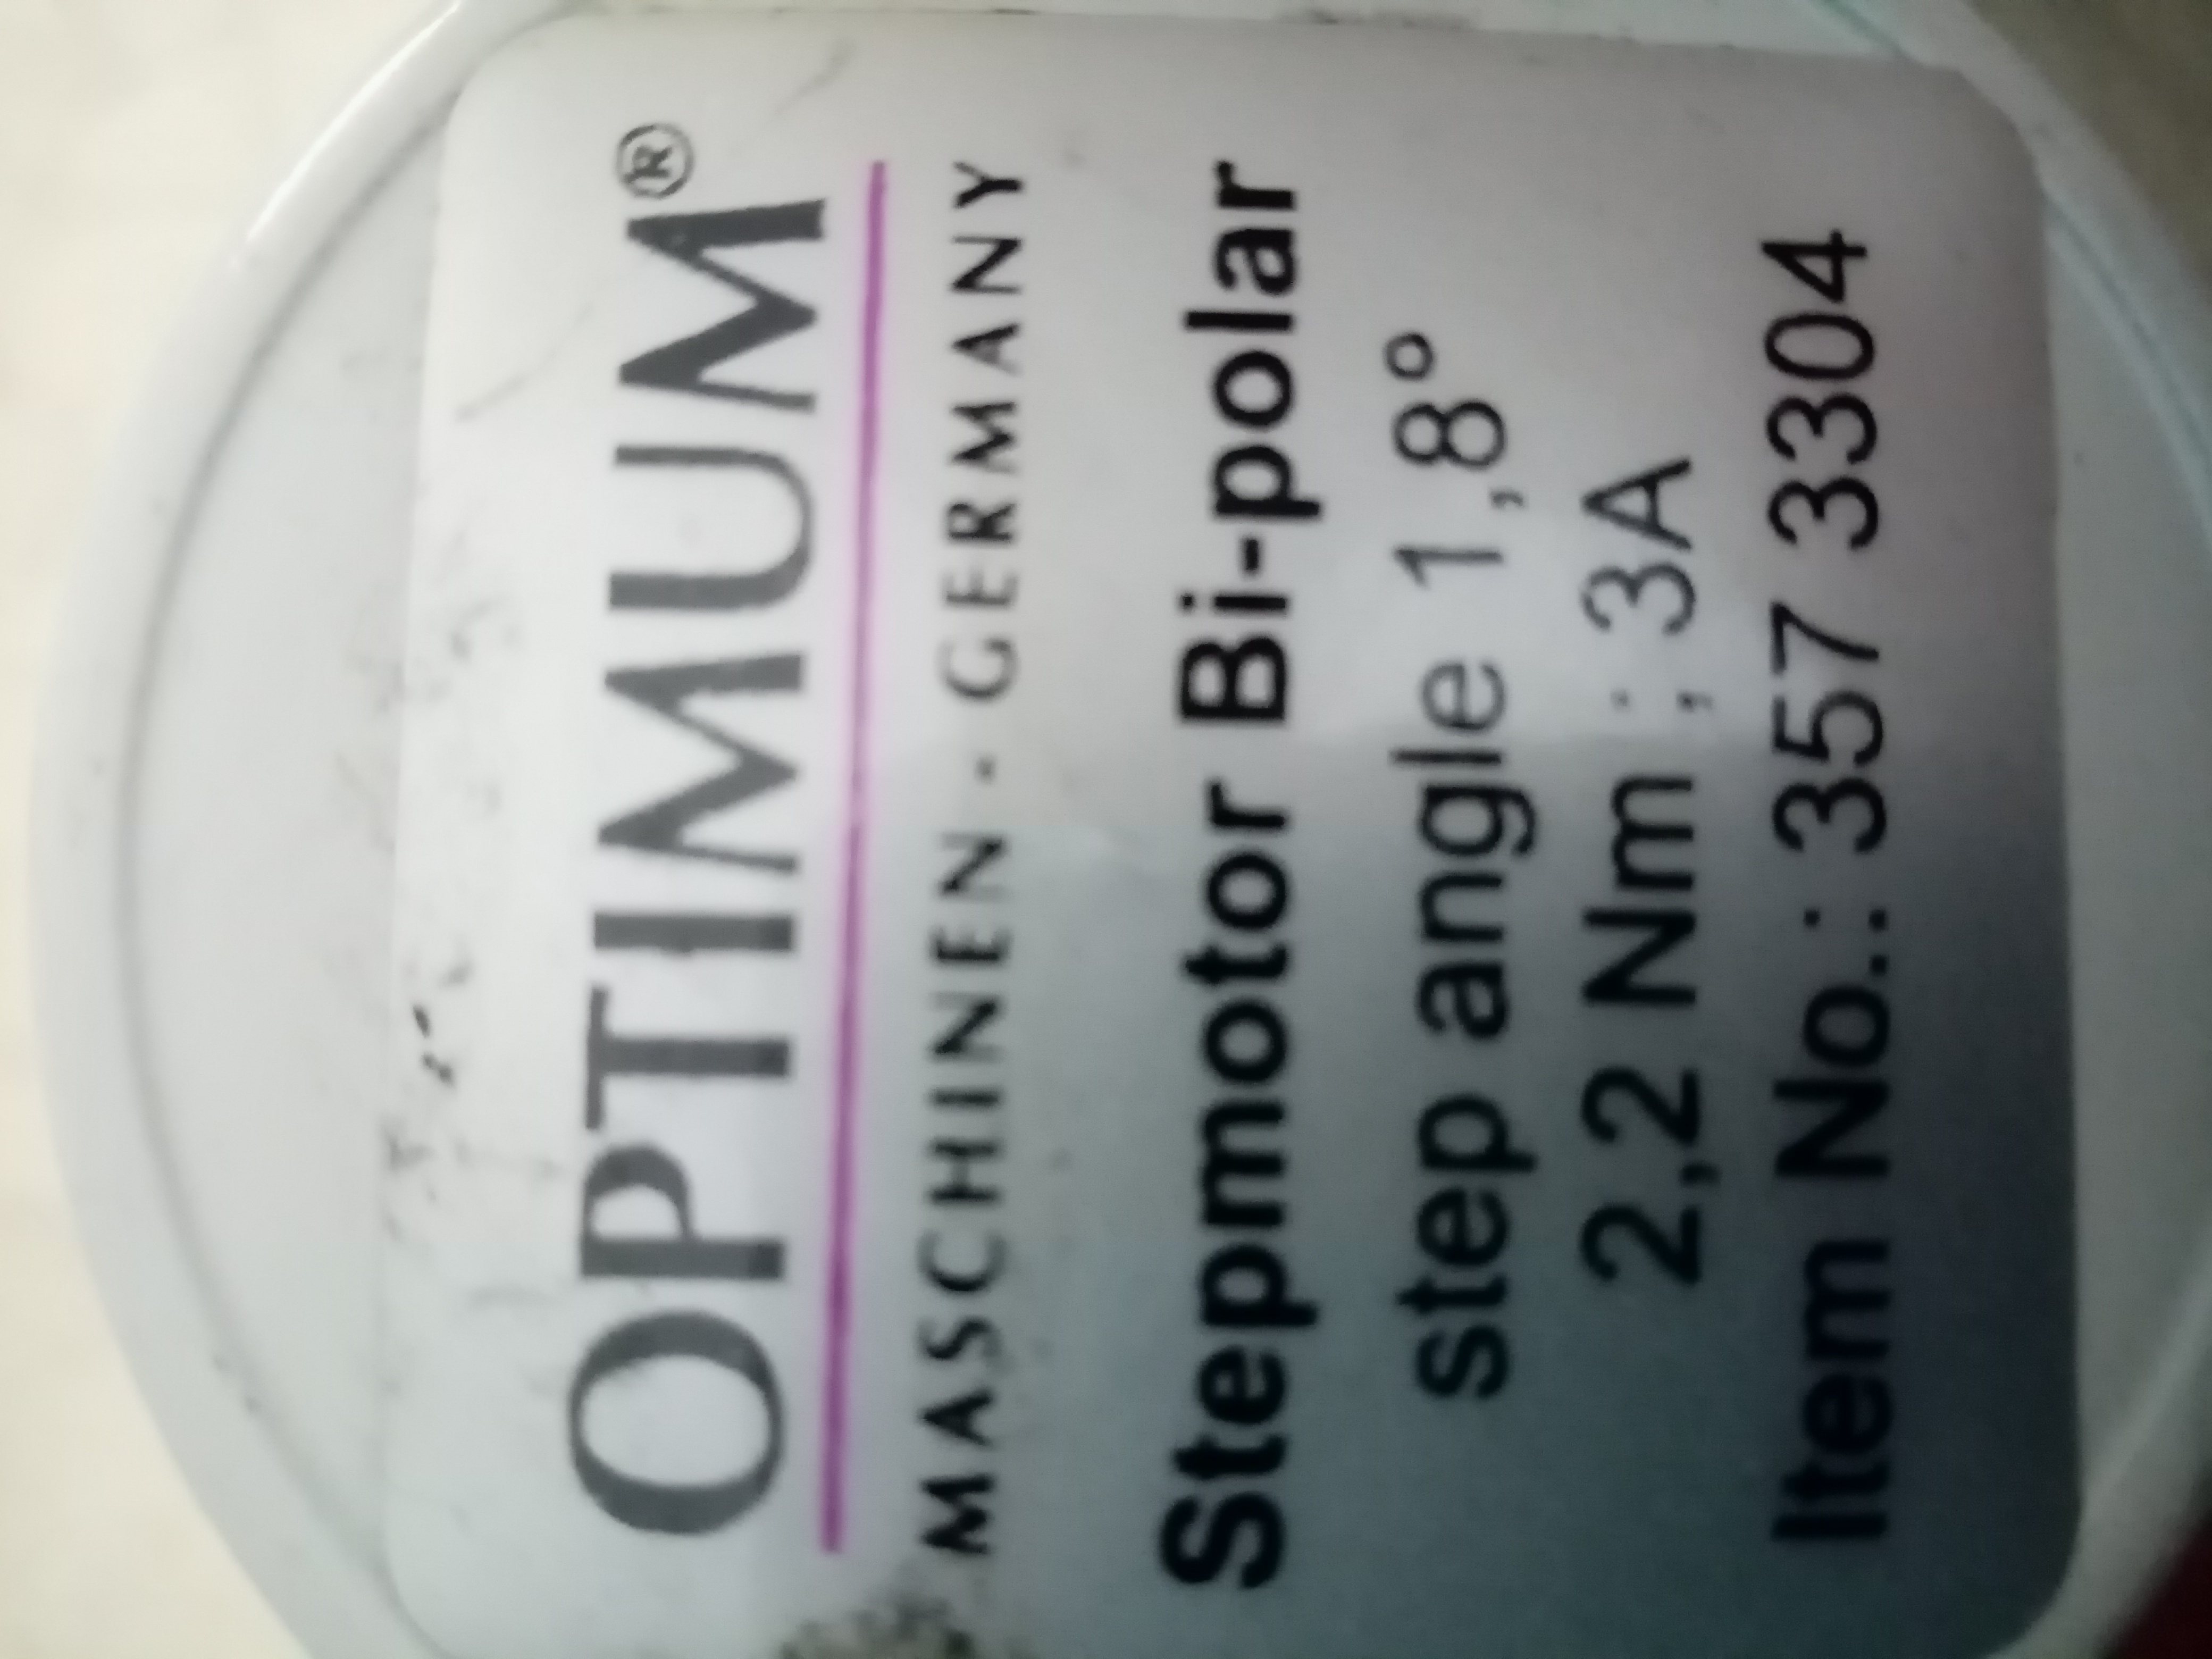 OPTIMUM®
MASCHINEN - GERMANY
Stepmotor Bi-polar
step angle 1,8°
2,2 Nm ; 3A
Item No.: 357 3304